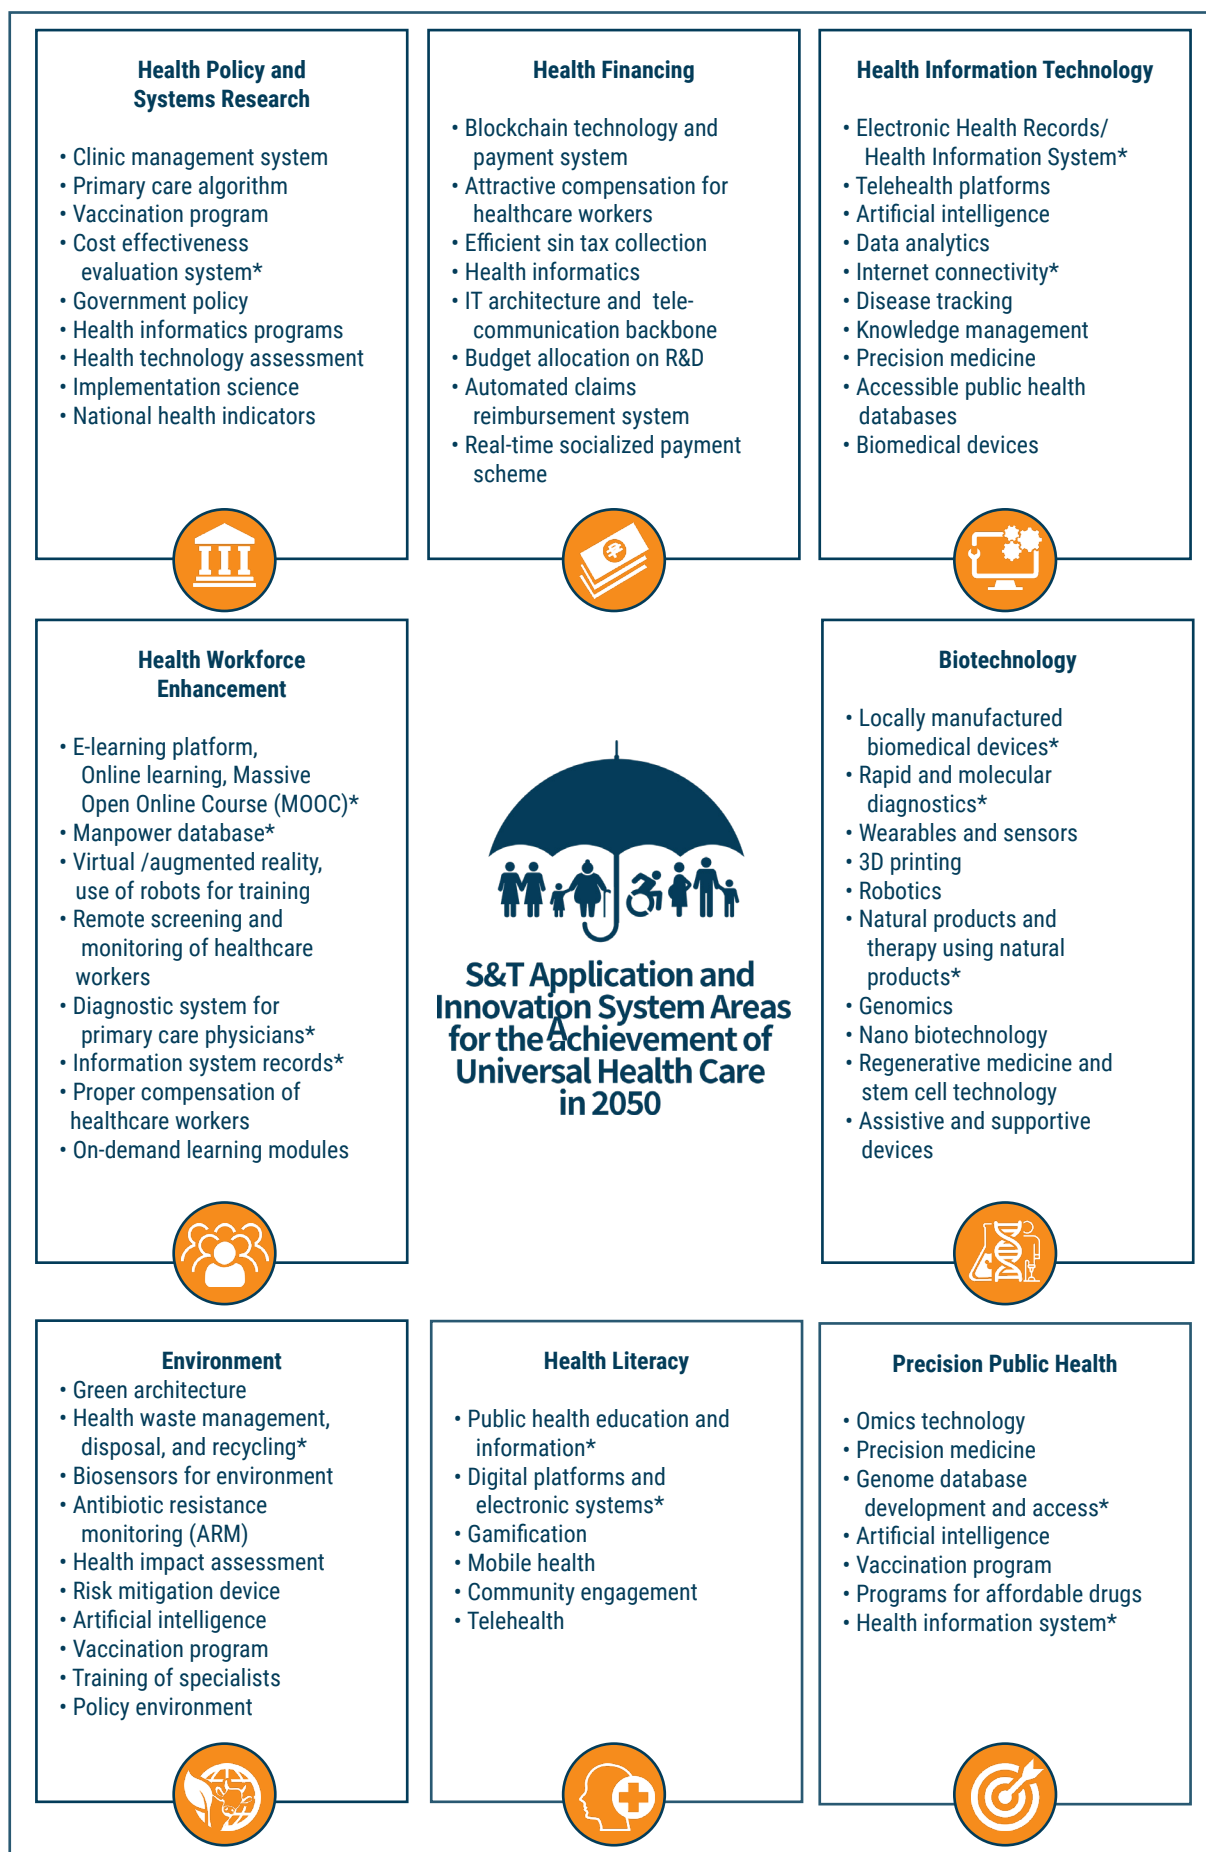 Health Policy and
Systems Research
• Clinic management system
• Primary care algorithm
• Vaccination program
• Cost effectiveness
evaluation system*
• Government policy
• Health informatics programs
• Health technology assessment
• Implementation science
• National health indicators
Health Financing
• Blockchain technology and
payment system
• Attractive compensation for
healthcare workers
• Efficient sin tax collection
• Health informatics
• IT architecture and tele-
communication backbone
• Budget allocation on R&D
• Automated claims
reimbursement system
• Real-time socialized payment
scheme
Health Information Technology
• Electronic Health Records/
Health Information System*
• Telehealth platforms
• Artificial intelligence
• Data analytics
• Internet connectivity*
• Disease tracking
• Knowledge management
• Precision medicine
• Accessible public health
databases
• Biomedical devices
Health Workforce
Enhancement
• E-learning platform,
Online learning, Massive
Open Online Course (MOOC)*
• Manpower database*
• Virtual /augmented reality,
use of robots for training
• Remote screening and
monitoring of healthcare
workers
• Diagnostic system for
primary care physicians*
• Information system records*
• Proper compensation of
healthcare workers
• On-demand learning modules
S&T Application and
Innovation System Areas
for the Achievement of
Universal Health Care
in 2050
Biotechnology
• Locally manufactured
biomedical devices*
• Rapid and molecular
diagnostics*
• Wearables and sensors
• 3D printing
• Robotics
• Natural products and
therapy using natural
products*
• Genomics
• Nano biotechnology
• Regenerative medicine and
stem cell technology
• Assistive and supportive
devices
Environment
• Green architecture
• Health waste management,
disposal, and recycling*
• Biosensors for environment
• Antibiotic resistance
monitoring (ARM)
• Health impact assessment
• Risk mitigation device
• Artificial intelligence
• Vaccination program
• Training of specialists
• Policy environment
Health Literacy
• Public health education and
information*
• Digital platforms and
electronic systems*
• Gamification
• Mobile health
• Community engagement
• Telehealth
Precision Public Health
• Omics technology
• Precision medicine
• Genome database
development and access*
• Artificial intelligence
• Vaccination program
• Programs for affordable drugs
• Health information system*